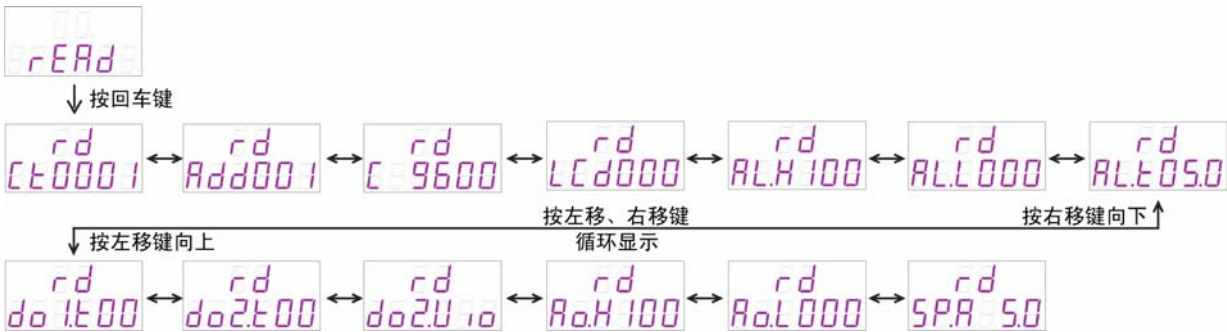 rEAd
按回车键
rd rd rd rd rd rd rd
Ct0001 Add001 C 9600 LCd000 AL.H100 AL.L000 AL.t05.0
按左移、右移键 按右移键向下
按左移键向上 循环显示
rd rd rd rd rd rd
do1.t00 do2.t00 do2.Uio Ao.H100 Ao.L000 SP.A 5.0